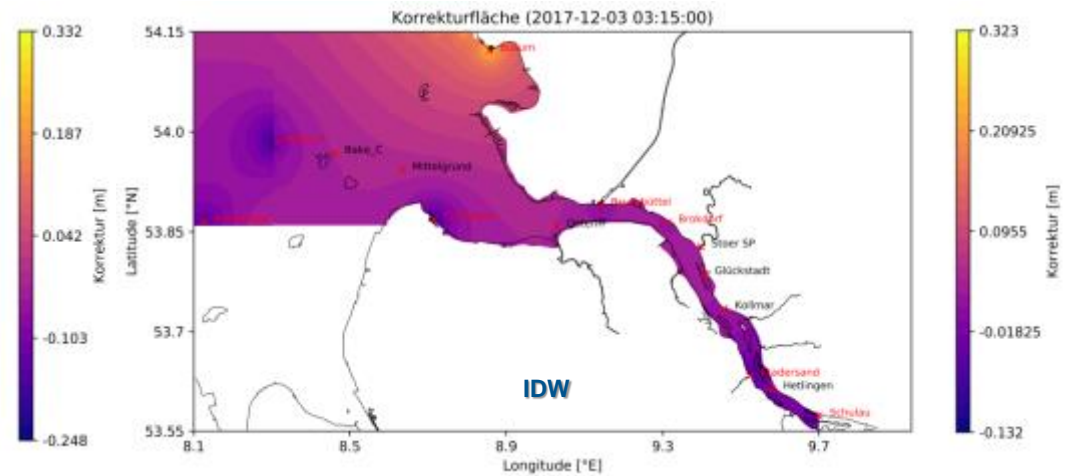 Korrekturfläche (2017-12-03 03:15:00)
0.332
0.187
0.042
-0.103
-0.248
Korrektur [m]
Latitude [°N]
54.15
54.0
53.85
53.7
53.55
Bake_C
Mittelgrund
Brokdorf
Stoer SP
Glückstadt
Kollmar
Hetlingen
Schulau
IDW
8.1 8.5 8.9 9.3 9.7
Longitude [°E]
0.323
0.20925
0.0955
-0.01825
-0.132
Korrektur [m]